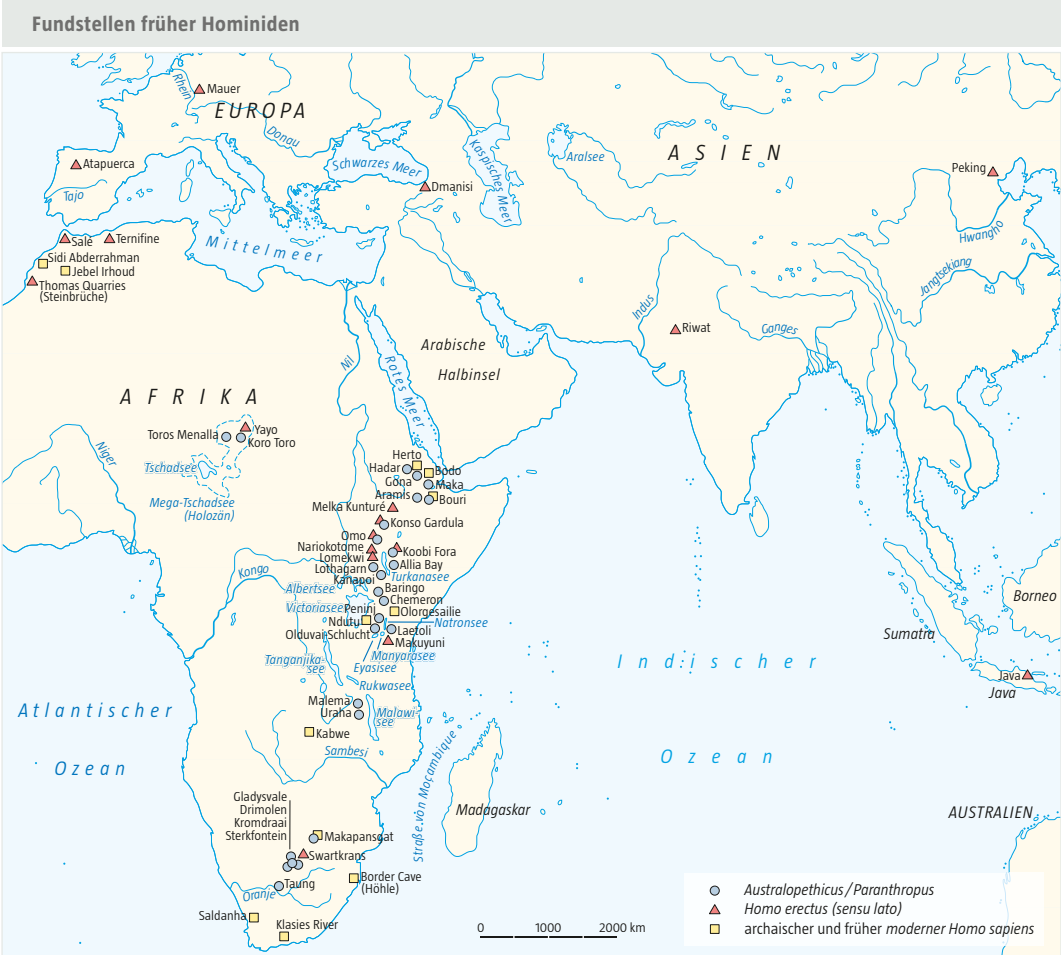 Fundstellen früher Hominiden
Rhein
Mauer
EUROPA
Donau
Atapuerca
Tajo
Schwarzes Meer
Kaspisches Meer
Aralsee
ASIEN
Peking
Dmanisi
Hwangho
Jangtsekiang
Salé
Ternifine
Mittelmeer
Sidi Abderrahman
Jebel Irhoud
Thomas Quarries
(Steinbrüche)
Indus
Riwat
Ganges
Nil
Rotes Meer
Arabische
Halbinsel
AFRIKA
Toros Menalla
Yayo
Koro Toro
Niger
Tschadsee
Mega-Tschadsee
(Holozän)
Herto
Hadar
Bodo
Gona
Maka
Aramis
Bouri
Melka Kunturé
Konso Gardula
Omo
Nariokotome
Koobi Fora
Lomekwi
Lothagam
Allia Bay
Kanapoi
Turkanasee
Kongo
Albertsee
Baringo
Chemeron
Victoriasee
Peninj
Olorgesailie
Ndutu
Natronsee
Olduvai-Schlucht
Laetoli
Makuyuni
Manyarasee
Eyasisee
Tanganjika-
see
Rukwasee
Malema
Uraha
Malawi-
see
Kabwe
Sambesi
Straße von Moçambique
Madagaskar
Atlantischer
Ozean
Indischer
Ozean
Borneo
Sumatra
Java
Java
AUSTRALIEN
Gladysvale
Drimolen
Kromdraai
Sterkfontein
Makapansgat
Swartkrans
Taung
Border Cave
(Höhle)
Oranje
Saldanha
Klasies River
0 1000 2000 km
Australopethicus/Paranthropus
Homo erectus (sensu lato)
archaischer und früher moderner Homo sapiens